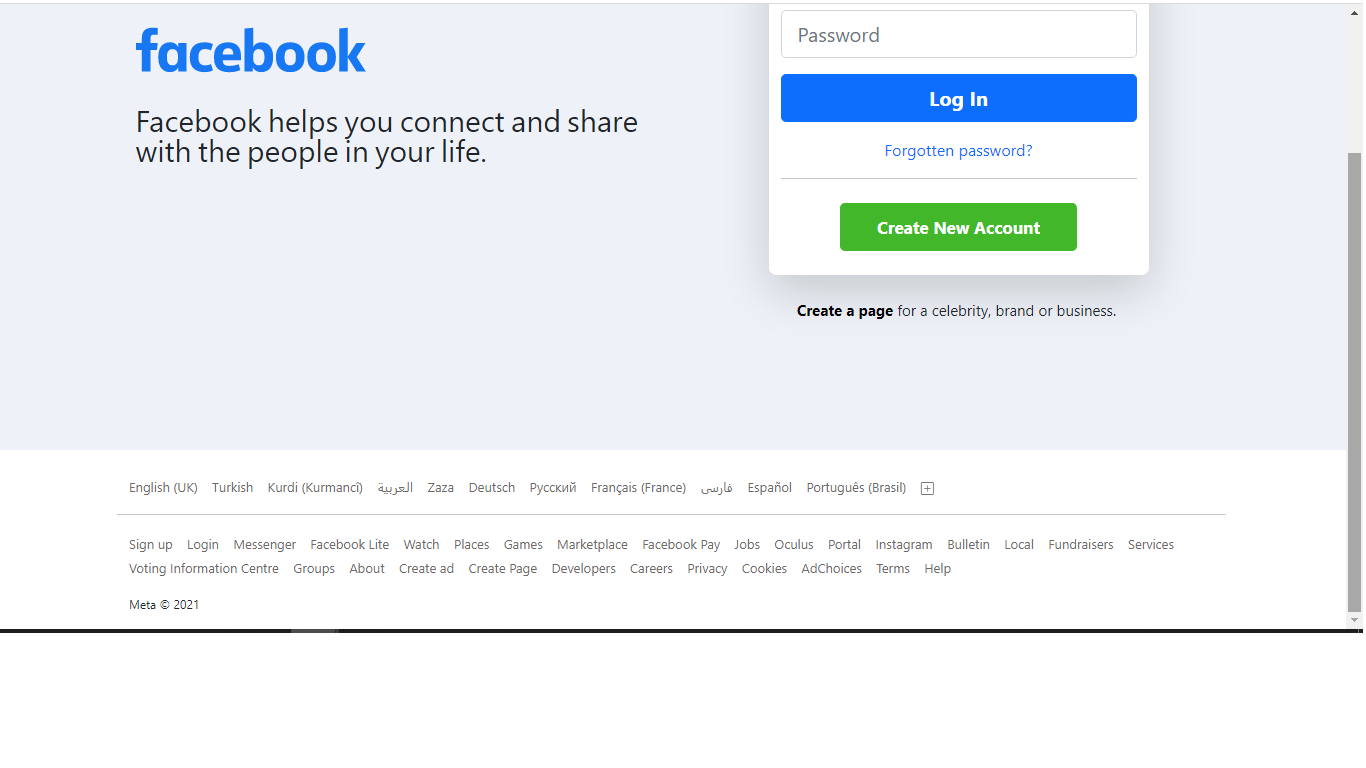 facebook
Facebook helps you connect and share
with the people in your life.
Password
Log In
Forgotten password?
Create New Account
Create a page for a celebrity, brand or business.
English (UK) Turkish Kurdi (Kurmancî) العربية Zaza Deutsch Русский Français (France) فارسی Español Português (Brasil)
Sign up Login Messenger Facebook Lite Watch Places Games Marketplace Facebook Pay Jobs Oculus Portal Instagram Bulletin Local Fundraisers Services
Voting Information Centre Groups About Create ad Create Page Developers Careers Privacy Cookies AdChoices Terms Help
Meta © 2021